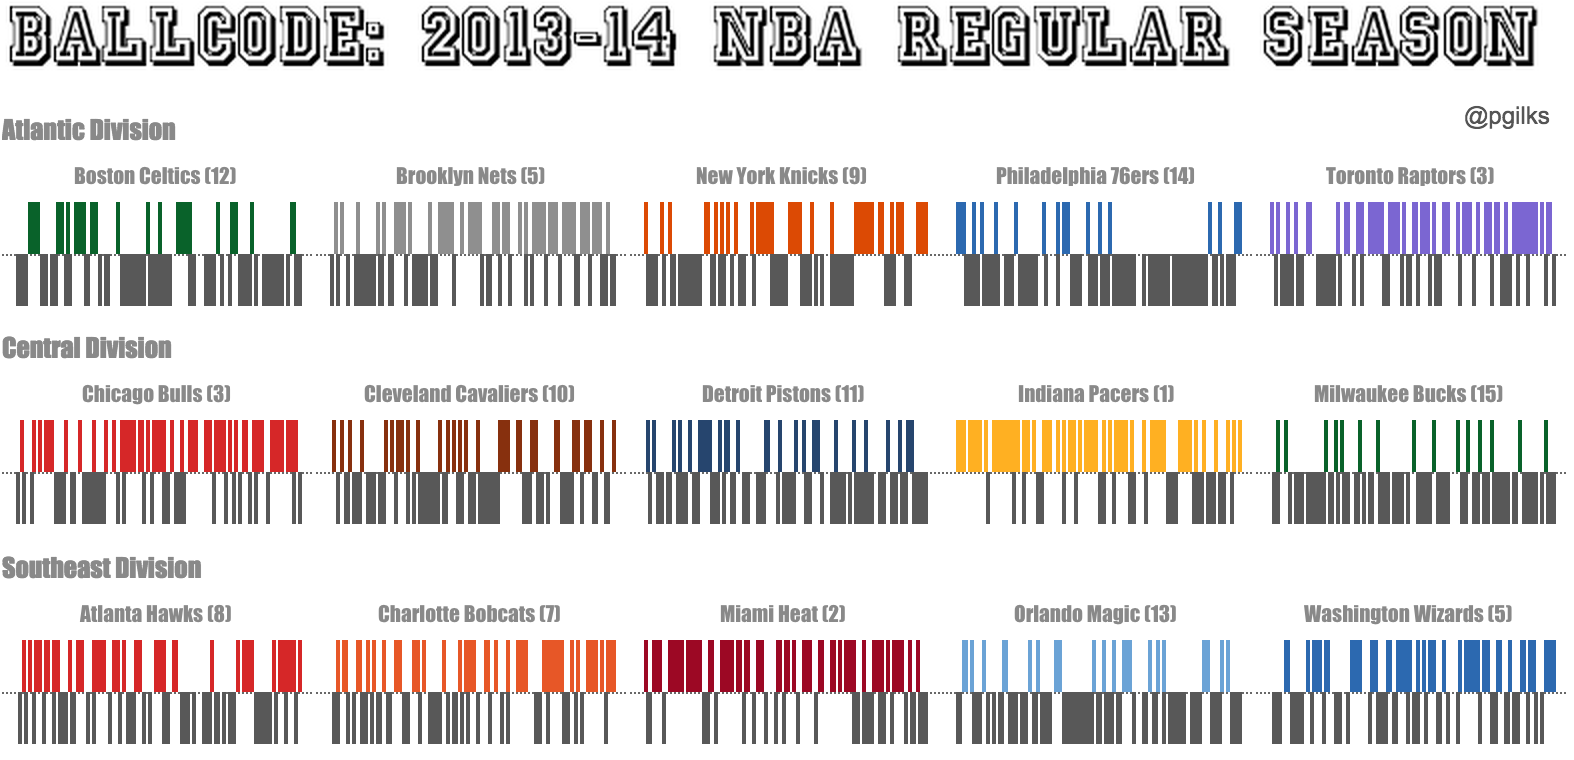 BALLCODE: 2013-14 NBA REGULAR SEASON
@pgilks
Atlantic Division
Boston Celtics (12)
Brooklyn Nets (5)
New York Knicks (9)
Philadelphia 76ers (14)
Toronto Raptors (3)
Central Division
Chicago Bulls (3)
Cleveland Cavaliers (10)
Detroit Pistons (11)
Indiana Pacers (1)
Milwaukee Bucks (15)
Southeast Division
Atlanta Hawks (8)
Charlotte Bobcats (7)
Miami Heat (2)
Orlando Magic (13)
Washington Wizards (5)